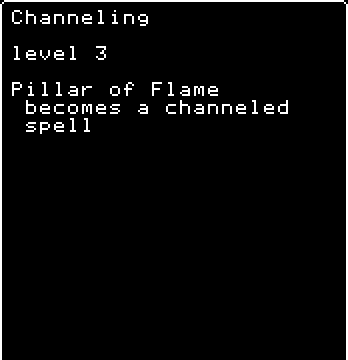 Channeling
level 3
Pillar of Flame
becomes a channeled
spell